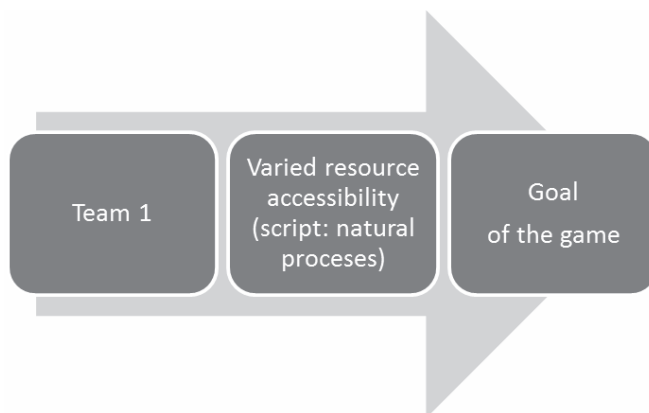 Team 1
Varied resource
accessibility
(script: natural
proceses)
Goal
of the game